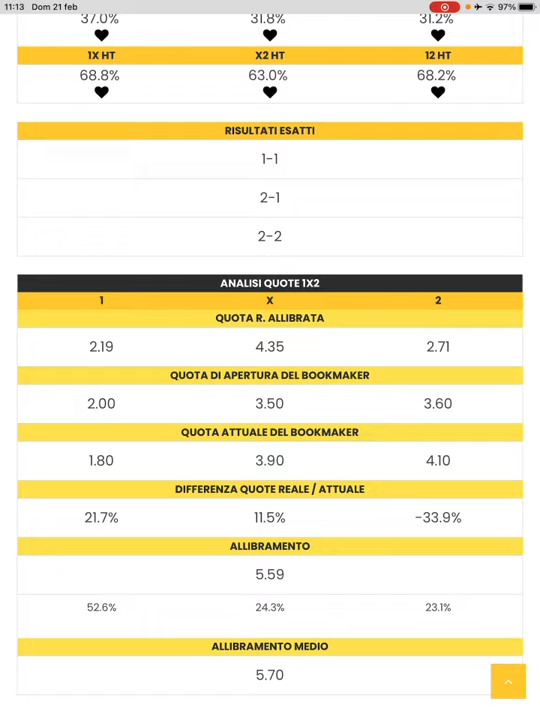 11:13 Dom 21 feb 97%
37.0% 31.8% 31.2%
1X HT X2 HT 12 HT
68.8% 63.0% 68.2%
RISULTATI ESATTI
1-1
2-1
2-2
ANALISI QUOTE 1X2
1 X 2
QUOTA R. ALLIBRATA
2.19 4.35 2.71
QUOTA DI APERTURA DEL BOOKMAKER
2.00 3.50 3.60
QUOTA ATTUALE DEL BOOKMAKER
1.80 3.90 4.10
DIFFERENZA QUOTE REALE / ATTUALE
21.7% 11.5% -33.9%
ALLIBRAMENTO
5.59
52.6% 24.3% 23.1%
ALLIBRAMENTO MEDIO
5.70